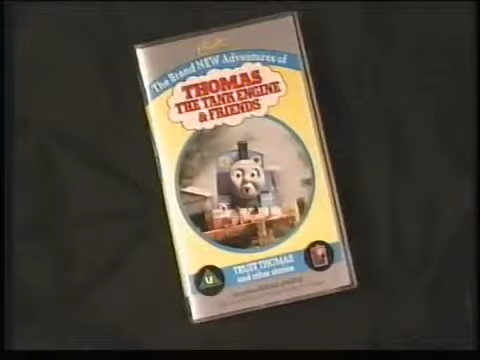 The Brand NEW Adventures of
THOMAS
THE TANK ENGINE
& FRIENDS
TRUST THOMAS
and other stories
U